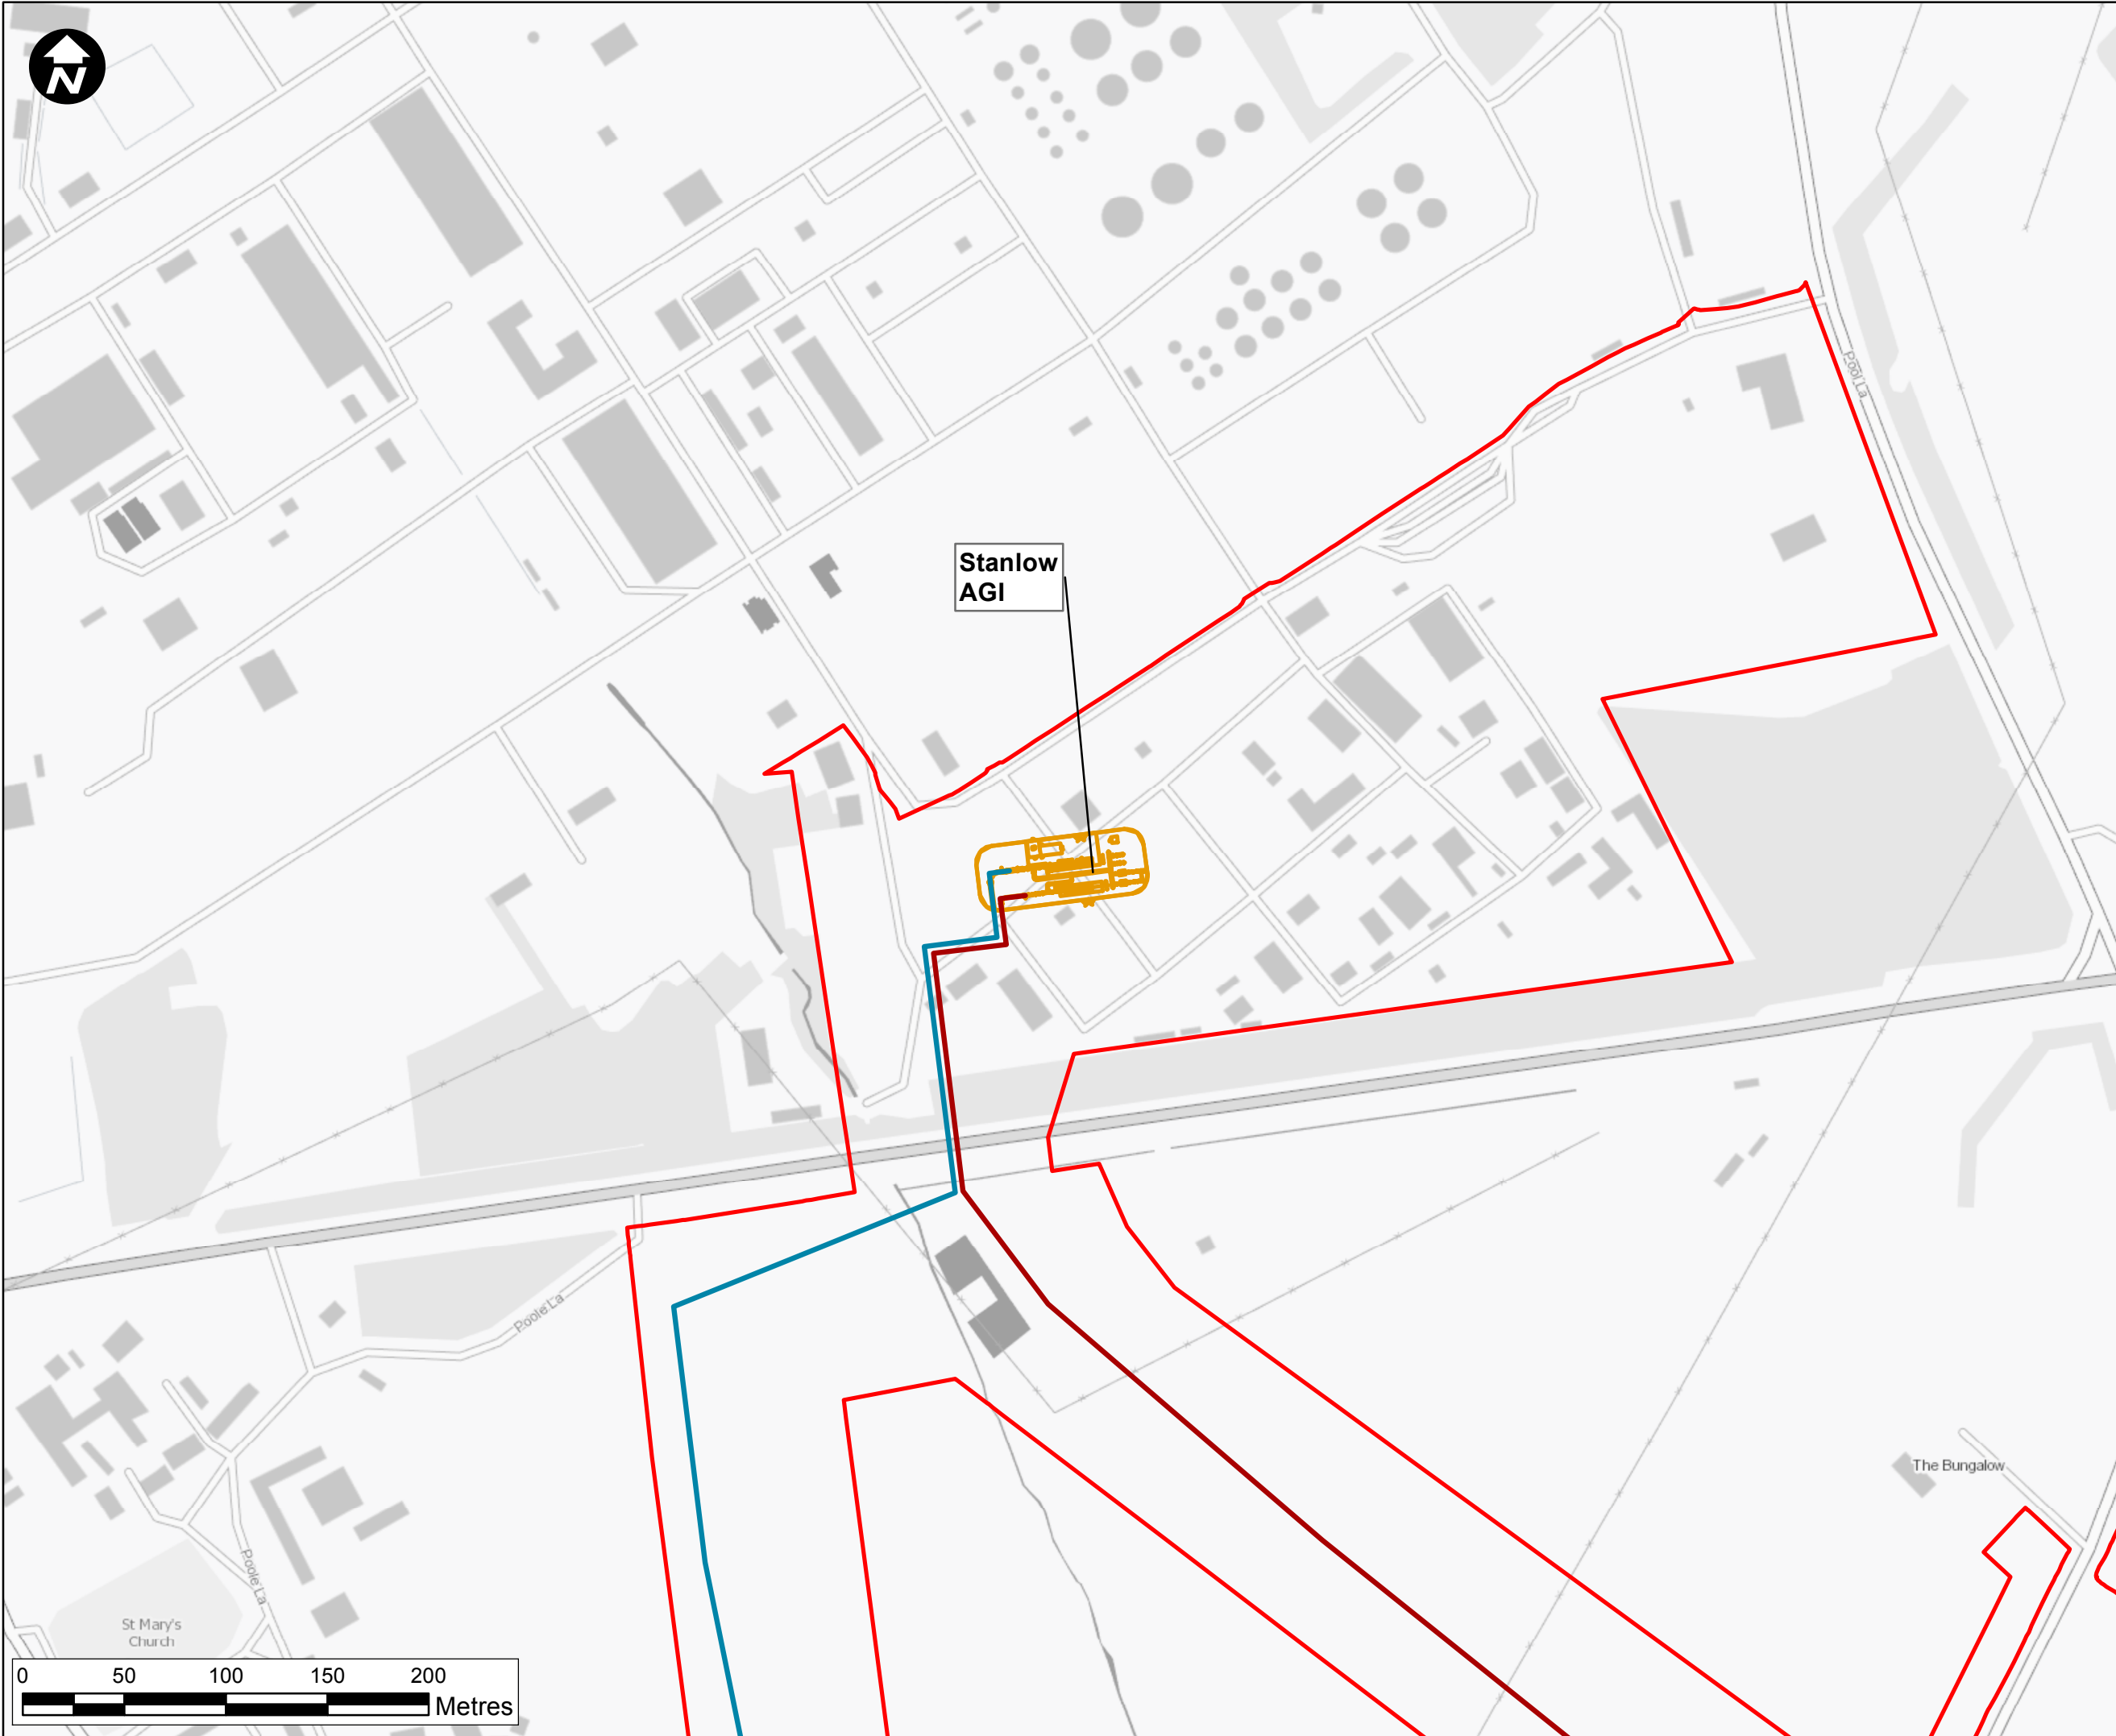 N
Pool La
Stanlow
AGI
Poole La
The Bungalow
Poole La
St Mary's
Church
0 50 100 150 200
Metres